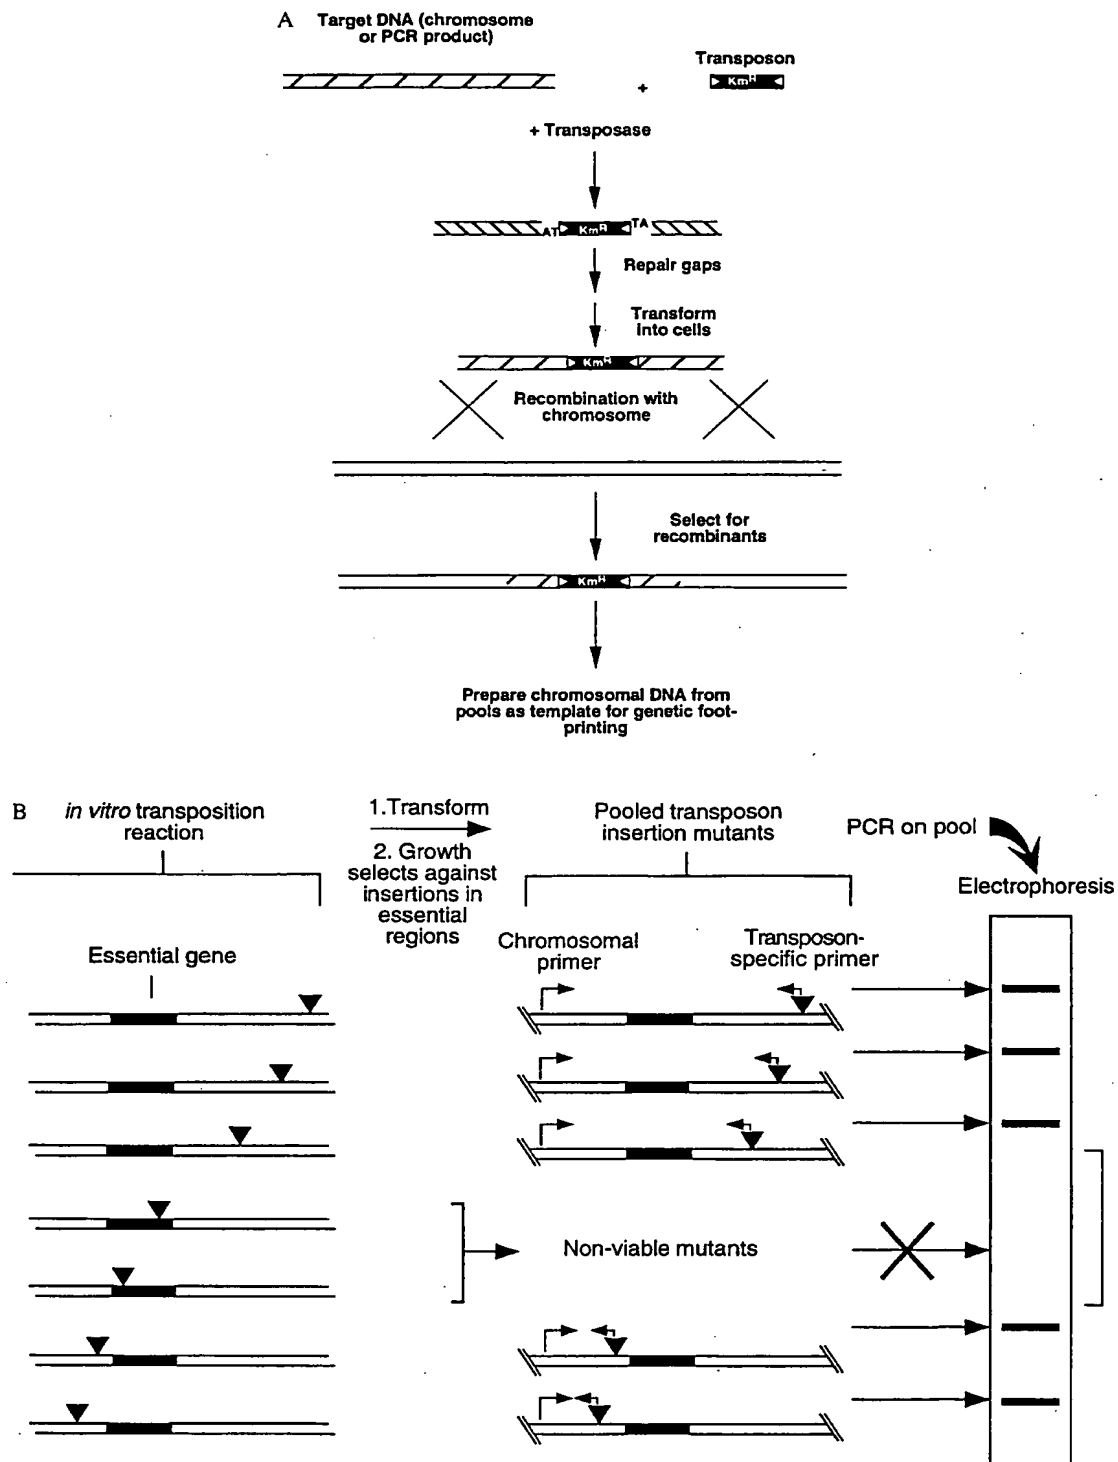 A
Target DNA (chromosome
or PCR product)
Transposon
+
KmR
+ Transposase
AT
KmR
TA
Repair gaps
Transform
into cells
KmR
Recombination with
chromosome
Select for
recombinants
KmR
Prepare chromosomal DNA from
pools as template for genetic foot-
printing
B
in vitro transposition
reaction
1.Transform
2. Growth
selects against
insertions in
essential
regions
Pooled transposon
insertion mutants
PCR on pool
Electrophoresis
Essential gene
Chromosomal
primer
Transposon-
specific primer
Non-viable mutants